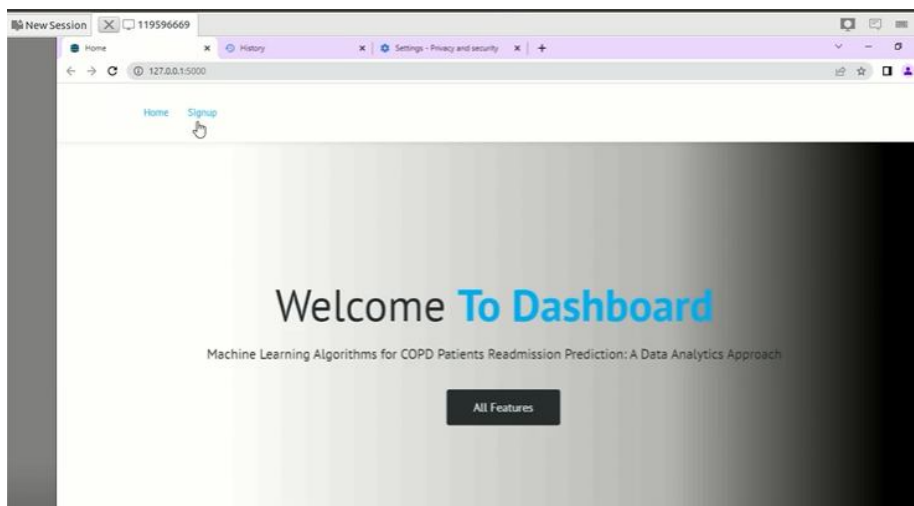 New Session 119596669
Home History Settings - Privacy and security
127.0.0.1:5000
Home Signup
Welcome To Dashboard
Machine Learning Algorithms for COPD Patients Readmission Prediction: A Data Analytics Approach
All Features